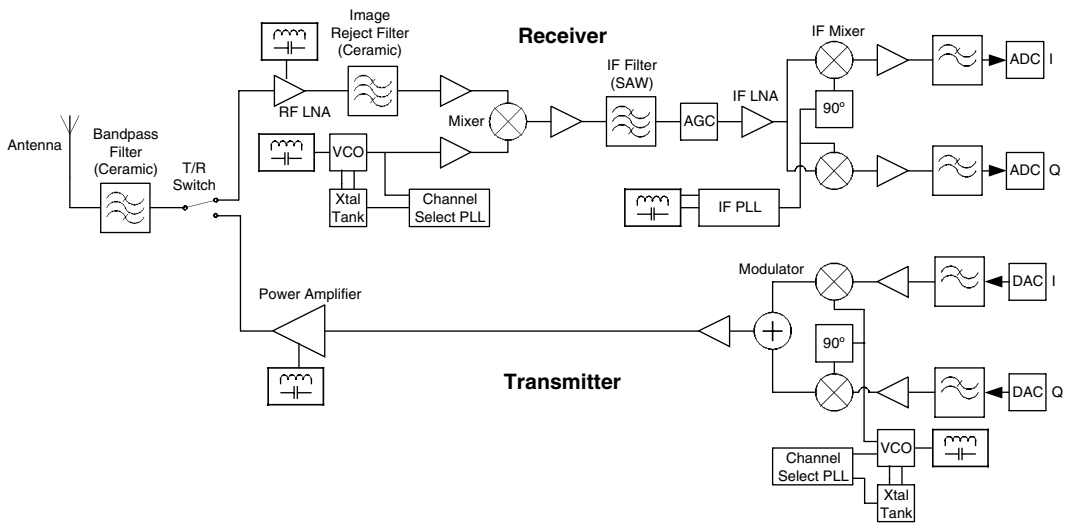 Image
Reject Filter
(Ceramic)
Receiver
IF Mixer
IF Filter
(SAW)
ADC I
RF LNA
IF LNA
Antenna
Bandpass
Filter
(Ceramic)
T/R
Switch
Mixer
AGC
90º
VCO
ADC Q
Xtal
Tank
Channel
Select PLL
IF PLL
Modulator
DAC I
Power Amplifier
90º
Transmitter
DAC Q
Channel
Select PLL
VCO
Xtal
Tank